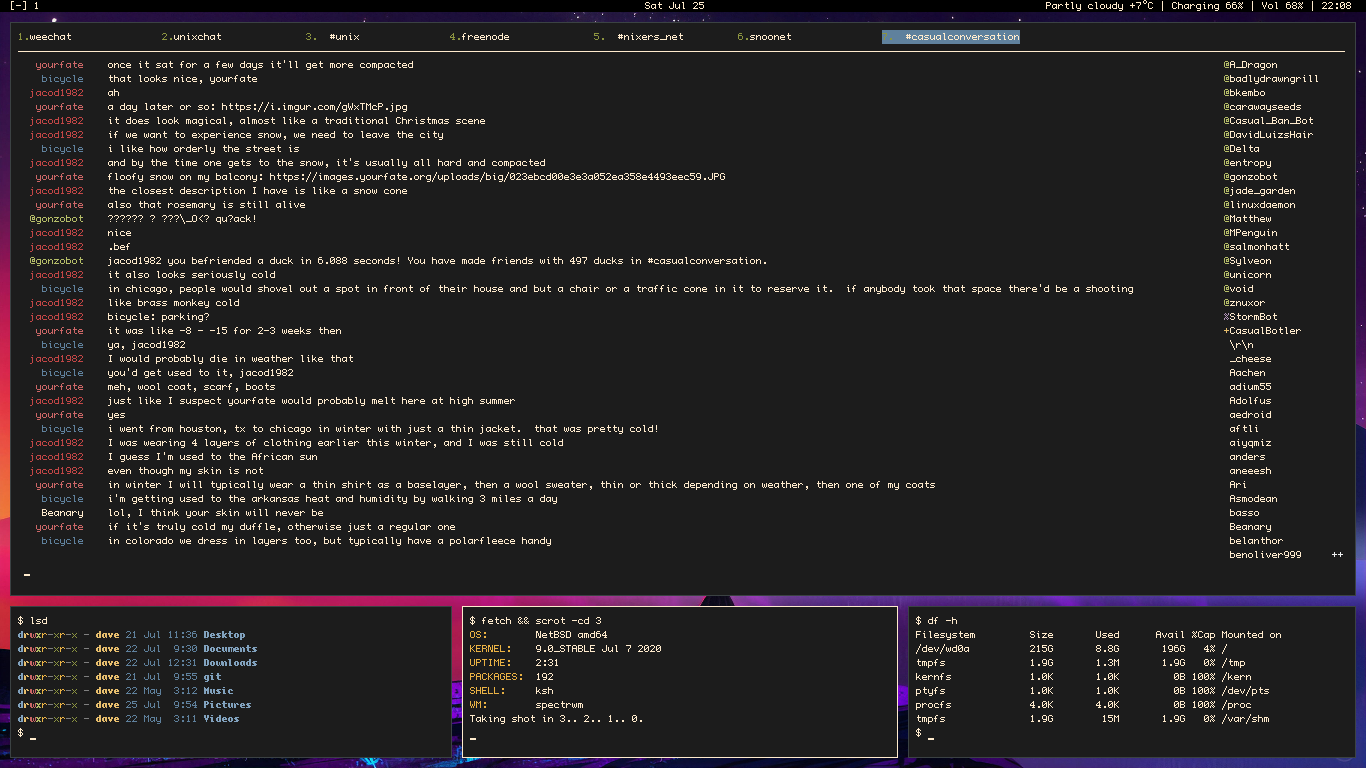 [-] 1 Sat Jul 25 Partly cloudy +7°C | Charging 66% | Vol 68% | 22:08
1.weechat 2.unixchat 3. #unix 4.freenode 5. #nixers_net 6.snoonet 7. #casualconversation
yourfate once it sat for a few days it'll get more compacted @A_Dragon
bicycle that looks nice, yourfate @badlydrawngrill
jacod1982 ah @bkembo
yourfate a day later or so: https://i.imgur.com/gWxTMcP.jpg @carawayseeds
jacod1982 it does look magical, almost like a traditional Christmas scene @Casual_Ban_Bot
jacod1982 if we want to experience snow, we need to leave the city @DavidLuizsHair
bicycle i like how orderly the street is @Delta
jacod1982 and by the time one gets to the snow, it's usually all hard and compacted @entropy
yourfate floofy snow on my balcony: https://images.yourfate.org/uploads/big/023ebcd00e3e3a052ea358e4493eec59.JPG @gonzobot
jacod1982 the closest description I have is like a snow cone @jade_garden
yourfate also that rosemary is still alive @linuxdaemon
@gonzobot ?????? ? ???\_O<? qu?ack! @Matthew
jacod1982 nice @MPenguin
jacod1982 .bef @salmonhatt
@gonzobot jacod1982 you befriended a duck in 6.088 seconds! You have made friends with 497 ducks in #casualconversation. @Sylveon
jacod1982 it also looks seriously cold @unicorn
bicycle in chicago, people would shovel out a spot in front of their house and but a chair or a traffic cone in it to reserve it.  if anybody took that space there'd be a shooting @void
jacod1982 like brass monkey cold @znuxor
jacod1982 bicycle: parking? %StormBot
yourfate it was like -8 - -15 for 2-3 weeks then +CasualBotler
bicycle ya, jacod1982 \r\n
jacod1982 I would probably die in weather like that _cheese
bicycle you'd get used to it, jacod1982 Aachen
yourfate meh, wool coat, scarf, boots adium55
jacod1982 just like I suspect yourfate would probably melt here at high summer Adolfus
yourfate yes aedroid
bicycle i went from houston, tx to chicago in winter with just a thin jacket.  that was pretty cold! aftli
jacod1982 I was wearing 4 layers of clothing earlier this winter, and I was still cold aiyqmiz
jacod1982 I guess I'm used to the African sun anders
jacod1982 even though my skin is not aneeesh
yourfate in winter I will typically wear a thin shirt as a baselayer, then a wool sweater, thin or thick depending on weather, then one of my coats Ari
bicycle i'm getting used to the arkansas heat and humidity by walking 3 miles a day Asmodean
Beanary lol, I think your skin will never be basso
yourfate if it's truly cold my duffle, otherwise just a regular one Beanary
bicycle in colorado we dress in layers too, but typically have a polarfleece handy belanthor
benoliver999 ++
$ lsd
drwxr-xr-x - dave 21 Jul 11:36 Desktop
drwxr-xr-x - dave 22 Jul  9:30 Documents
drwxr-xr-x - dave 22 Jul 12:31 Downloads
drwxr-xr-x - dave 21 Jul  9:55 git
drwxr-xr-x - dave 22 May  3:12 Music
drwxr-xr-x - dave 25 Jul  9:54 Pictures
drwxr-xr-x - dave 22 May  3:11 Videos
$ _
$ fetch && scrot -cd 3
OS: NetBSD amd64
KERNEL: 9.0_STABLE Jul 7 2020
UPTIME: 2:31
PACKAGES: 192
SHELL: ksh
WM: spectrwm
Taking shot in 3.. 2.. 1.. 0.
$ df -h
Filesystem Size Used Avail %Cap Mounted on
/dev/wd0a 215G 8.8G 196G 4% /
tmpfs 1.9G 1.3M 1.9G 0% /tmp
kernfs 1.0K 1.0K 0B 100% /kern
ptyfs 1.0K 1.0K 0B 100% /dev/pts
procfs 4.0K 4.0K 0B 100% /proc
tmpfs 1.9G 15M 1.9G 0% /var/shm
$ _